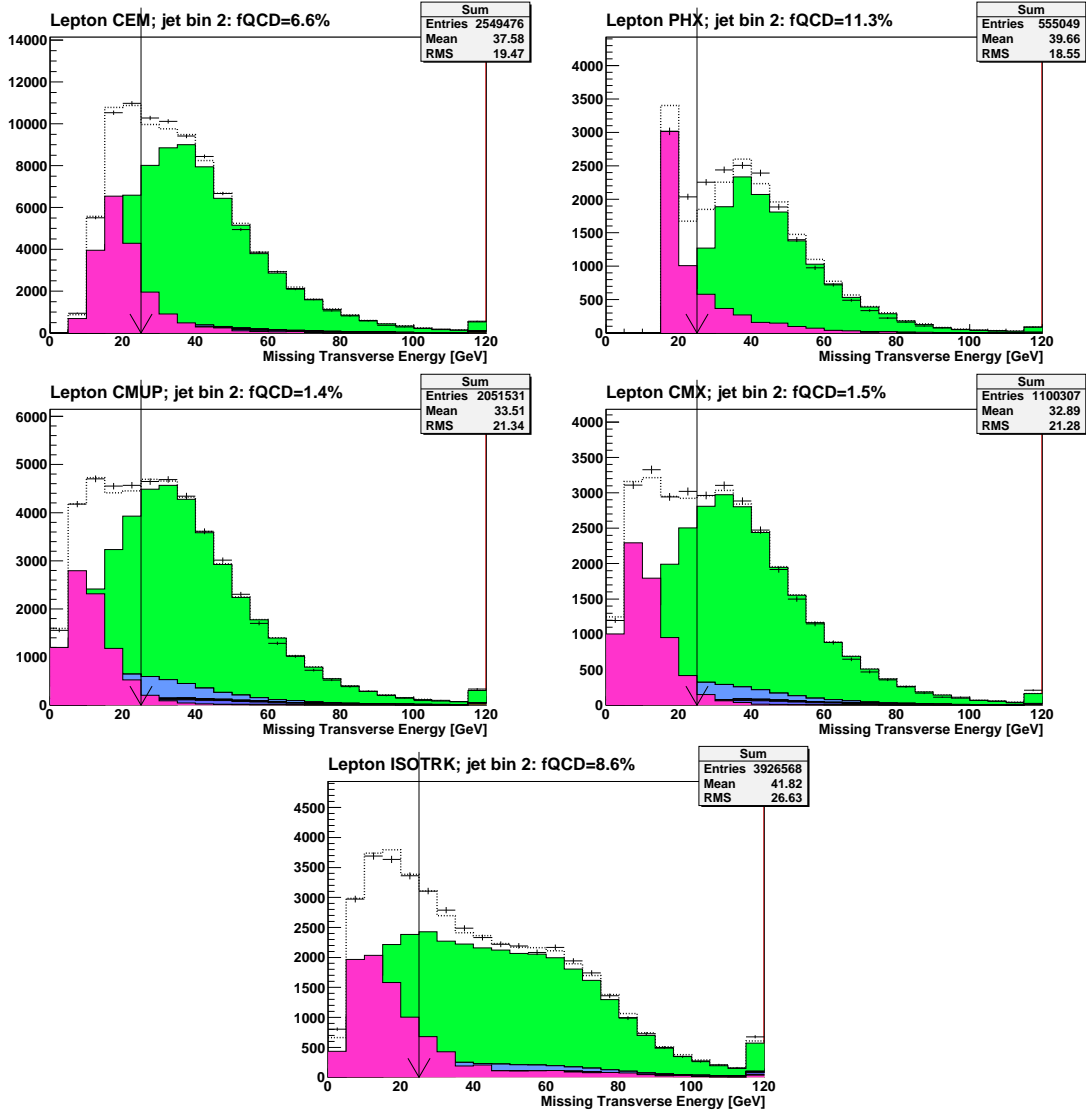 Lepton CEM; jet bin 2: fQCD=6.6%
Sum
Entries 2549476
Mean 37.58
RMS 19.47
14000
12000
10000
8000
6000
4000
2000
0
0 20 40 60 80 100 120
Missing Transverse Energy [GeV]
Lepton PHX; jet bin 2: fQCD=11.3%
Sum
Entries 555049
Mean 39.66
RMS 18.55
4000
3500
3000
2500
2000
1500
1000
500
0
0 20 40 60 80 100 120
Missing Transverse Energy [GeV]
Lepton CMUP; jet bin 2: fQCD=1.4%
Sum
Entries 2051531
Mean 33.51
RMS 21.34
6000
5000
4000
3000
2000
1000
0
0 20 40 60 80 100 120
Missing Transverse Energy [GeV]
Lepton CMX; jet bin 2: fQCD=1.5%
Sum
Entries 1100307
Mean 32.89
RMS 21.28
4000
3500
3000
2500
2000
1500
1000
500
0
0 20 40 60 80 100 120
Missing Transverse Energy [GeV]
Lepton ISOTRK; jet bin 2: fQCD=8.6%
Sum
Entries 3926568
Mean 41.82
RMS 26.63
4500
4000
3500
3000
2500
2000
1500
1000
500
0
0 20 40 60 80 100 120
Missing Transverse Energy [GeV]